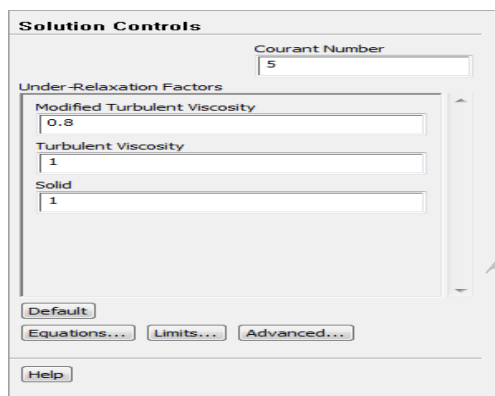 Solution Controls
Courant Number
5
Under-Relaxation Factors
Modified Turbulent Viscosity
0.8
Turbulent Viscosity
1
Solid
1
Default
Equations... Limits... Advanced...
Help